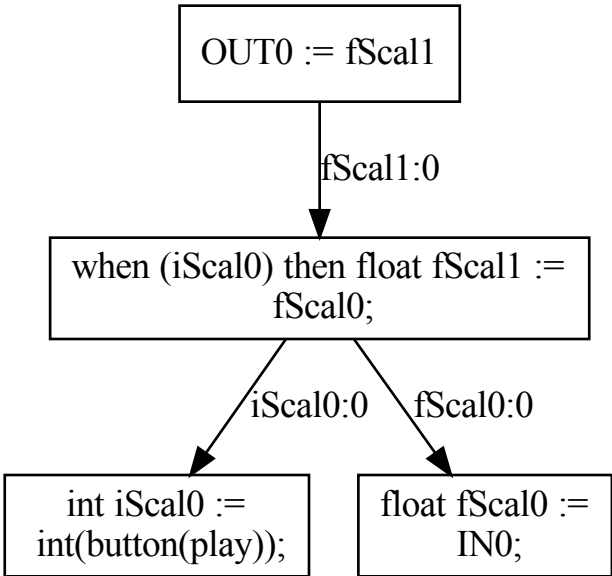 OUT0 := fScal1
fScal1:0
when (iScal0) then float fScal1 :=
fScal0;
iScal0:0
fScal0:0
int iScal0 :=
int(button(play));
float fScal0 :=
IN0;